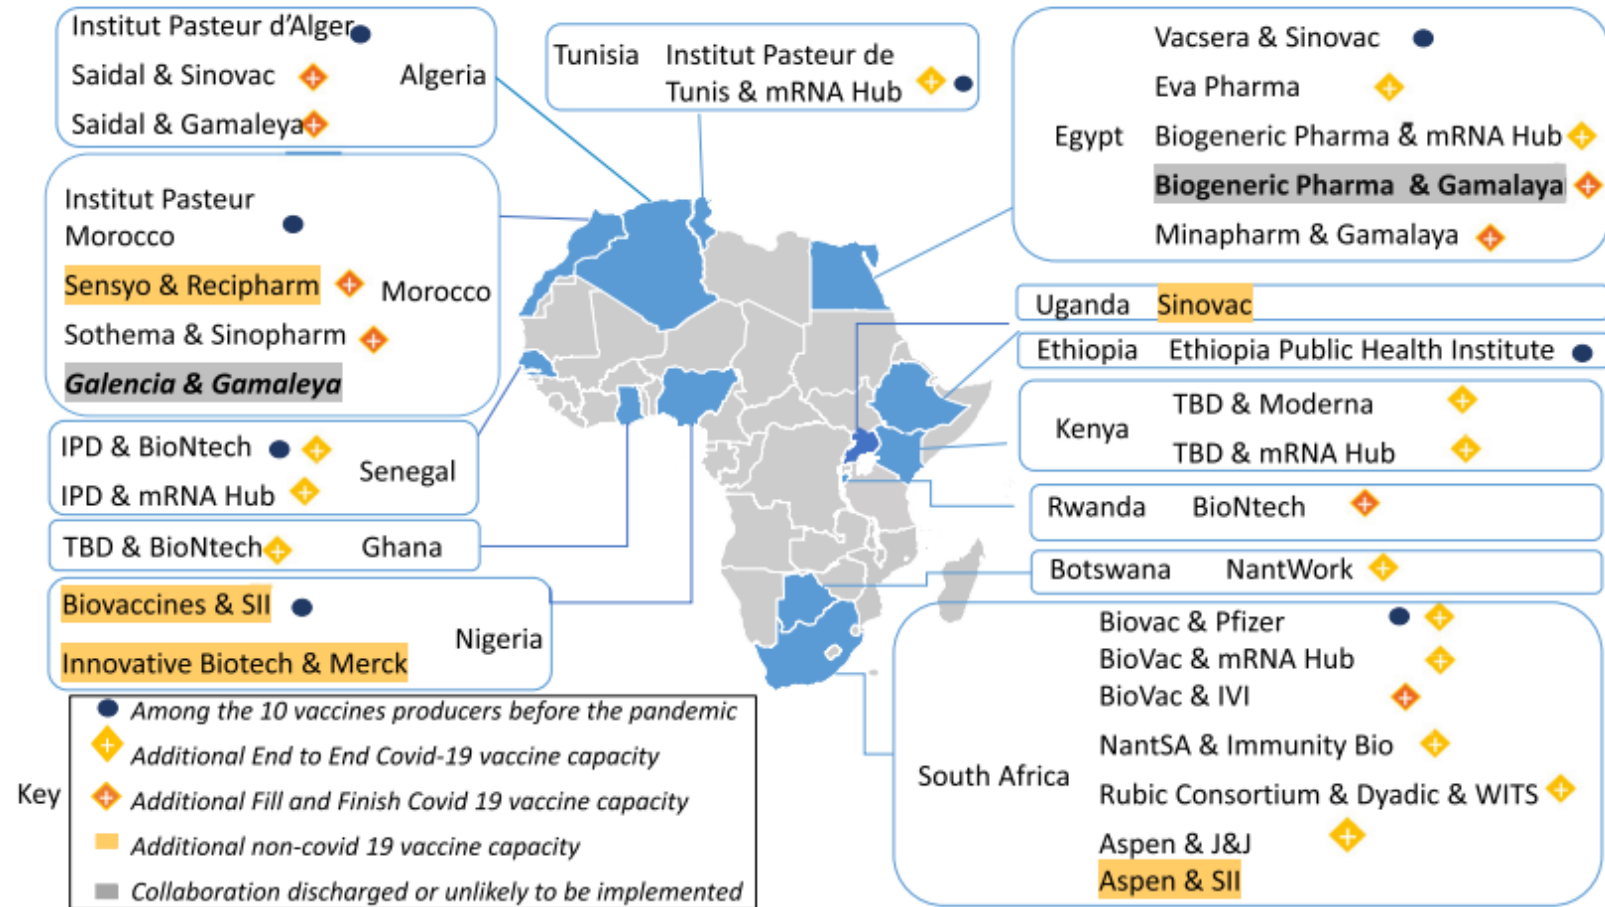 Institut Pasteur d'Alger
Saidal & Sinovac
Algeria
Saidal & Gamaleya
Tunisia
Institut Pasteur de
Tunis & mRNA Hub
Vacsera & Sinovac
Eva Pharma
Egypt
Biogeneric Pharma & mRNA Hub
Biogeneric Pharma & Gamalaya
Minapharm & Gamalaya
Institut Pasteur
Morocco
Sensyo & Recipharm
Morocco
Sothema & Sinopharm
Galencia & Gamaleya
Uganda Sinovac
Ethiopia Ethiopia Public Health Institute
Kenya
TBD & Moderna
TBD & mRNA Hub
IPD & BioNtech
Senegal
IPD & mRNA Hub
Rwanda BioNtech
TBD & BioNtech Ghana
Botswana NantWork
Biovaccines & SII
Nigeria
Innovative Biotech & Merck
South Africa
Biovac & Pfizer
BioVac & mRNA Hub
BioVac & IVI
NantSA & Immunity Bio
Rubic Consortium & Dyadic & WITS
Aspen & J&J
Aspen & SII
Key
Among the 10 vaccines producers before the pandemic
Additional End to End Covid-19 vaccine capacity
Additional Fill and Finish Covid 19 vaccine capacity
Additional non-covid 19 vaccine capacity
Collaboration discharged or unlikely to be implemented